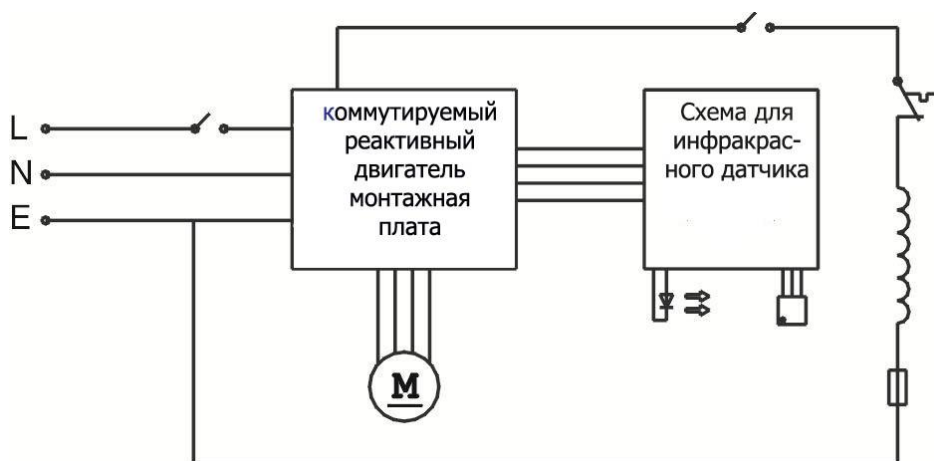 L
N
E
коммутируемый
реактивный
двигатель
монтажная
плата
Схема для
инфракрас-
ного датчика
M